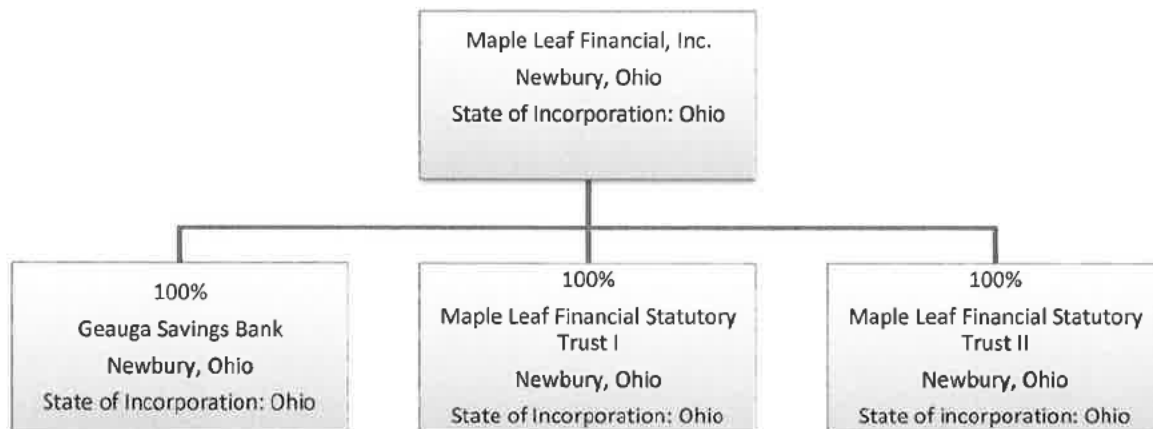 Maple Leaf Financial, Inc.
Newbury, Ohio
State of Incorporation: Ohio
100%
Geauga Savings Bank
Newbury, Ohio
State of Incorporation: Ohio
100%
Maple Leaf Financial Statutory
Trust I
Newbury, Ohio
State of Incorporation: Ohio
100%
Maple Leaf Financial Statutory
Trust II
Newbury, Ohio
State of incorporation: Ohio